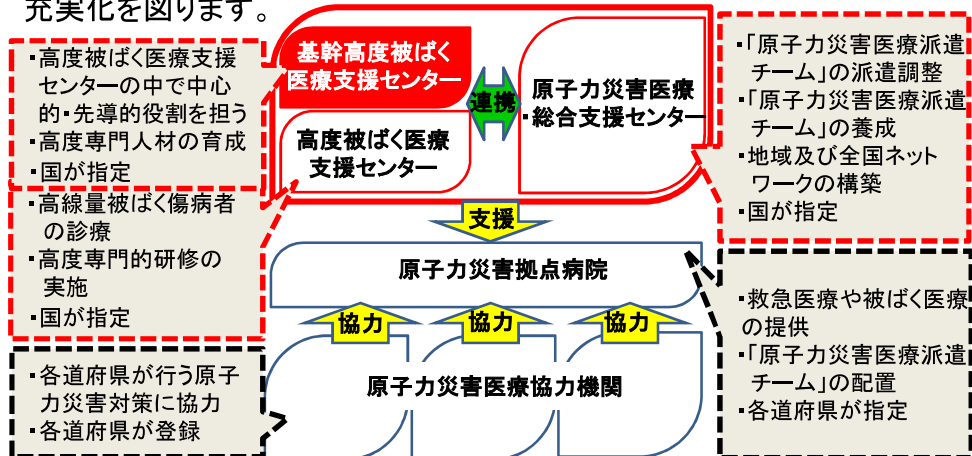 充実化を図ります。
▪高度被ばく医療支援
センターの中で中心
的・先導的役割を担う
▪高度専門人材の育成
▪国が指定
▪高線量被ばく傷病者
の診療
▪高度専門的研修の
実施
▪国が指定
基幹高度被ばく
医療支援センター
高度被ばく医療
支援センター
連携
原子力災害医療
・総合支援センター
▪「原子力災害医療派遣
チーム」の派遣調整
▪「原子力災害医療派遣
チーム」の養成
▪地域及び全国ネット
ワークの構築
▪国が指定
支援
原子力災害拠点病院
▪救急医療や被ばく医療
の提供
▪「原子力災害医療派遣
チーム」の配置
▪各道府県が指定
協力
協力
協力
原子力災害医療協力機関
▪各道府県が行う原子
力災害対策に協力
▪各道府県が登録